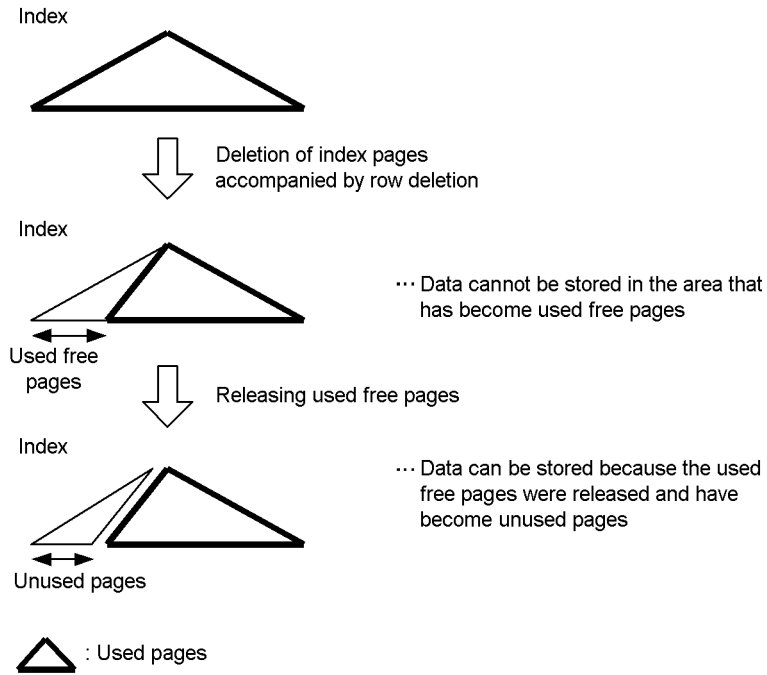 Index
Deletion of index pages
accompanied by row deletion
Index
··· Data cannot be stored in the area that
has become used free pages
Used free
pages
Releasing used free pages
Index
··· Data can be stored because the used
free pages were released and have
become unused pages
Unused pages
: Used pages